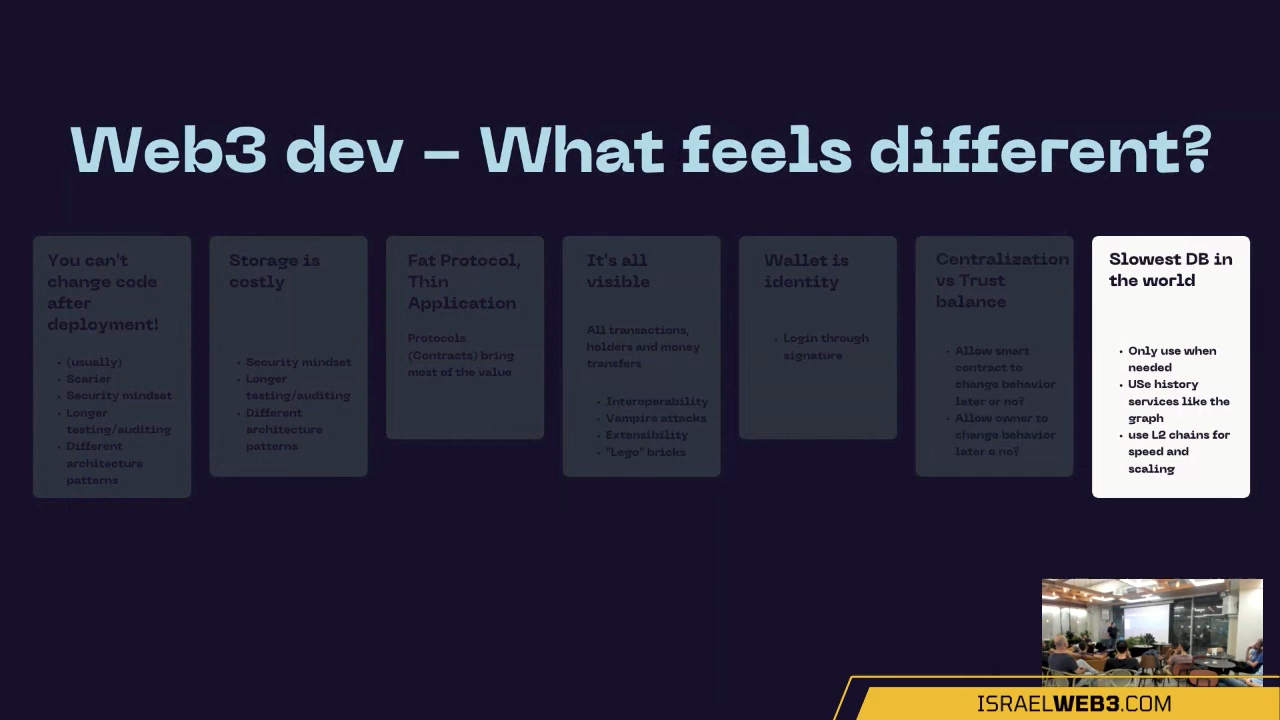 Web3 dev – What feels different?
You can't
change code
after
deployment!
• (usually)
• Scarier
• Security mindset
• Longer
testing/auditing
• Different
architecture
patterns
Storage is
costly
• Security mindset
• Longer
testing/auditing
• Different
architecture
patterns
Fat Protocol,
Thin
Application
Protocols
(Contracts) bring
most of the value
It's all
visible
All transactions,
holders and money
transfers
• Interoperability
• Vampire attacks
• Extensibility
• "Lego" bricks
Wallet is
identity
• Login through
signature
Centralization
vs Trust
balance
• Allow smart
contract to
change behavior
later or no?
• Allow owner to
change behavior
later o no?
Slowest DB in
the world
• Only use when
needed
• USe history
services like the
graph
• use L2 chains for
speed and
scaling
ISRAELWEB3.COM